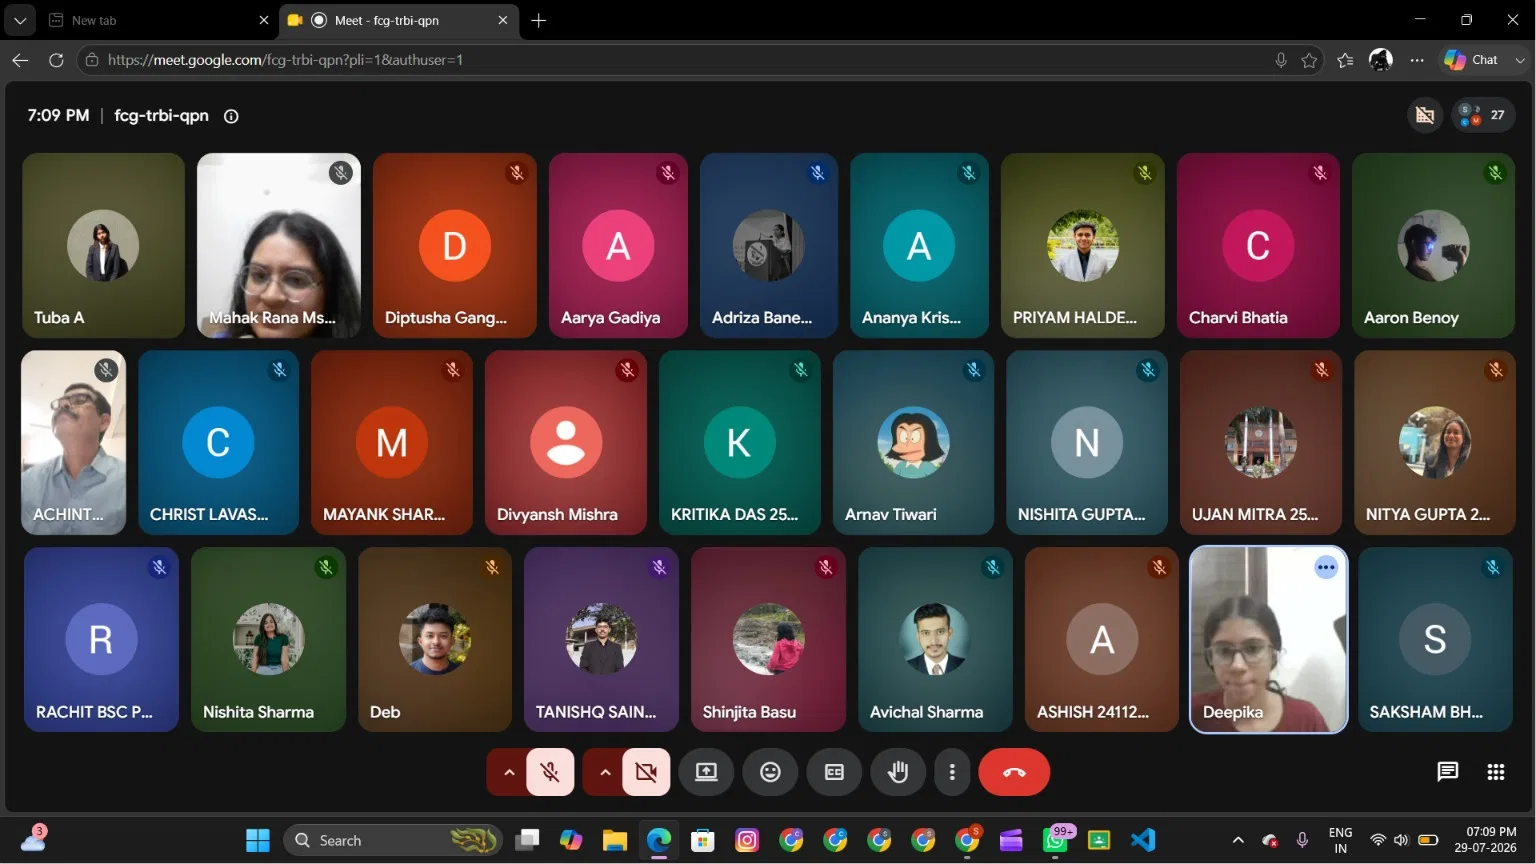 New tab
Meet - fcg-trbi-qpn
https://meet.google.com/fcg-trbi-qpn?pli=1&authuser=1
Chat
7:09 PM | fcg-trbi-qpn
S
C
M
27
Tuba A
Mahak Rana Ms...
D
Diptusha Gang...
A
Aarya Gadiya
Adriza Bane...
A
Ananya Kris...
PRIYAM HALDE...
C
Charvi Bhatia
Aaron Benoy
ACHINT...
C
CHRIST LAVAS...
M
MAYANK SHAR...
Divyansh Mishra
K
KRITIKA DAS 25...
Arnav Tiwari
N
NISHITA GUPTA...
UJAN MITRA 25...
NITYA GUPTA 2...
R
RACHIT BSC P...
Nishita Sharma
Deb
TANISHQ SAIN...
Shinjita Basu
Avichal Sharma
A
ASHISH 24112...
Deepika
S
SAKSHAM BH...
CC
3
Search
C
C
S
S
S
99+
ENG
IN
07:09 PM
29-07-2026